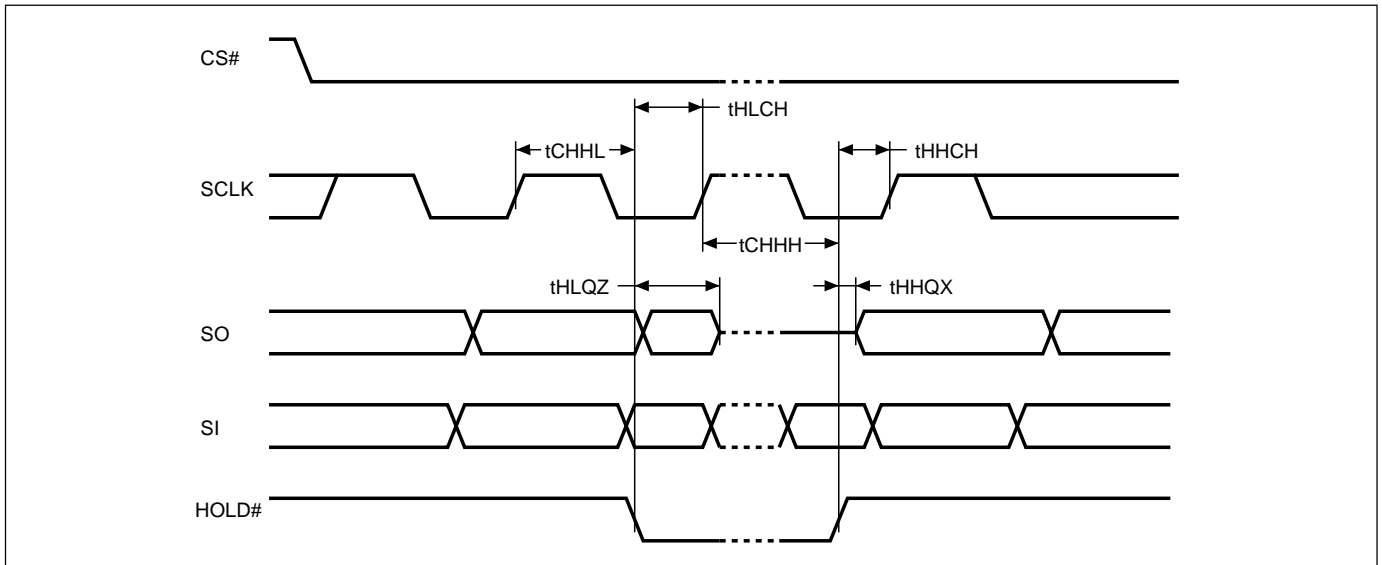 CS#
tHLCH
tCHHL
tHHCH
SCLK
tCHHH
tHLQZ
tHHQX
SO
SI
HOLD#